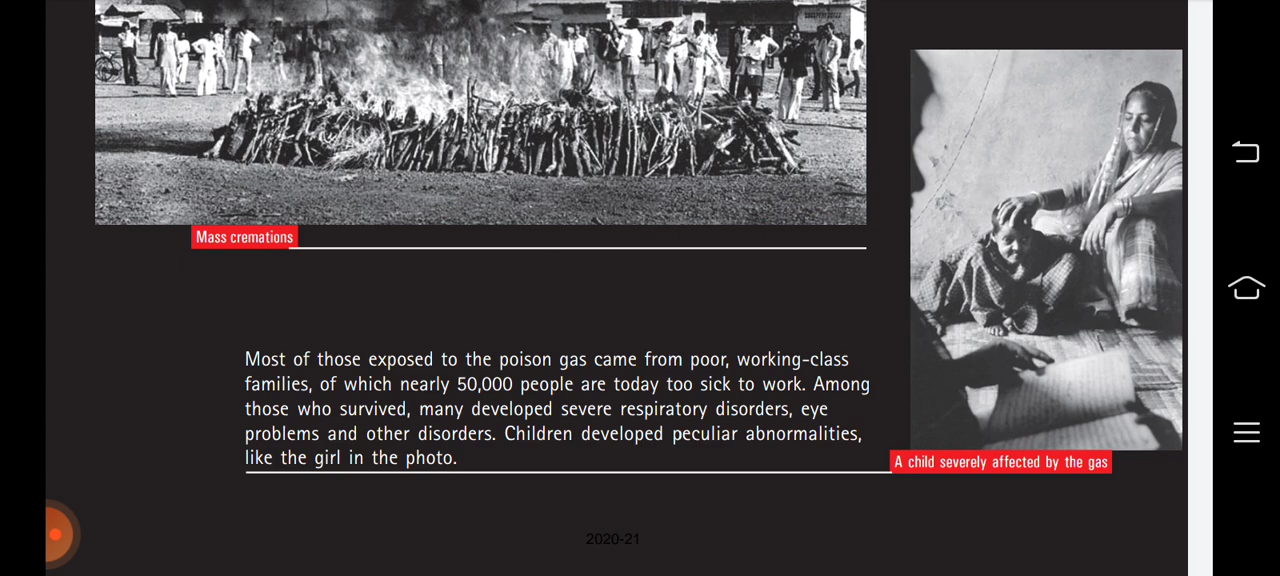 Mass cremations
Most of those exposed to the poison gas came from poor, working-class
families, of which nearly 50,000 people are today too sick to work. Among
those who survived, many developed severe respiratory disorders, eye
problems and other disorders. Children developed peculiar abnormalities,
like the girl in the photo.
A child severely affected by the gas
2020-21